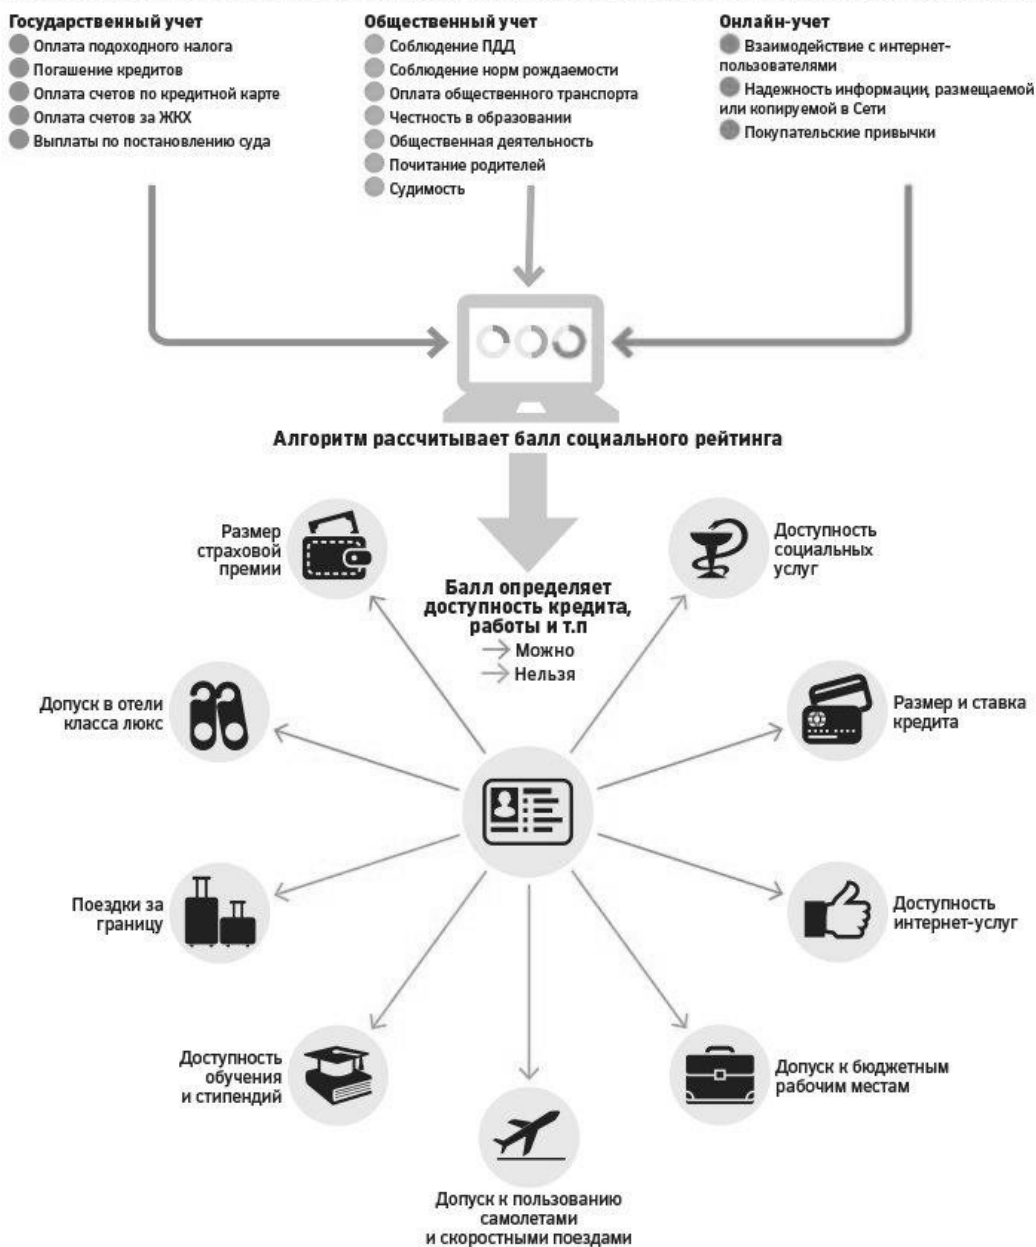 Государственный учет
Оплата подоходного налога
Погашение кредитов
Оплата счетов по кредитной карте
Оплата счетов за ЖКХ
Выплаты по постановлению суда
Общественный учет
Соблюдение ПДД
Соблюдение норм рождаемости
Оплата общественного транспорта
Честность в образовании
Общественная деятельность
Почитание родителей
Судимость
Онлайн-учет
Взаимодействие с интернет-
пользователями
Надежность информации, размещаемой
или копируемой в Сети
Покупательские привычки
Алгоритм рассчитывает балл социального рейтинга
Размер
страховой
премии
Доступность
социальных
услуг
Балл определяет
доступность кредита,
работы и т.п
Можно
Нельзя
Допуск в отели
класса люкс
Размер и ставка
кредита
Поездки за
границу
Доступность
интернет-услуг
Доступность
обучения
и стипендий
Допуск к бюджетным
рабочим местам
Допуск к пользованию
самолетами
и скоростными поездами